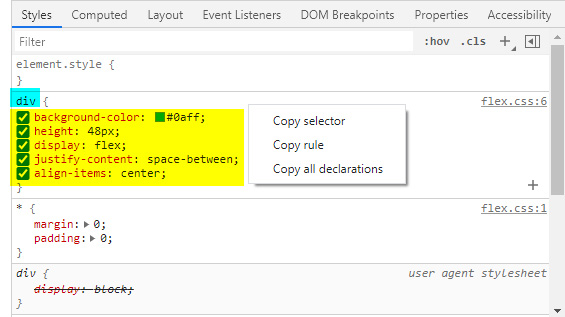 Styles Computed Layout Event Listeners DOM Breakpoints Properties Accessibility
Filter :hov .cls +
element.style {
}
div { flex.css:6
background-color: #0aff;
height: 48px;
display: flex;
justify-content: space-between;
align-items: center;
}
Copy selector
Copy rule
Copy all declarations
+
* { flex.css:1
margin: 0;
padding: 0;
}
div { user agent stylesheet
display: block;
}